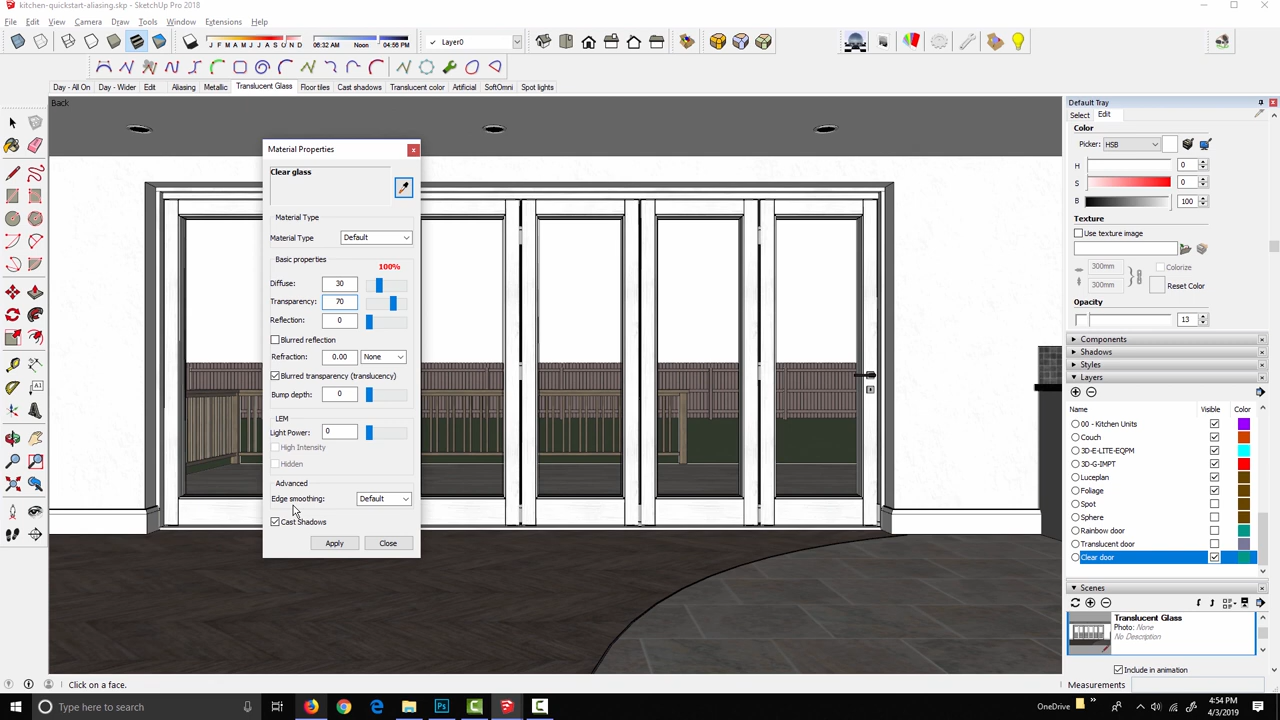 kitchen-quickstart-aliasing.skp - SketchUp Pro 2018
File Edit View Camera Draw Tools Window Extensions Help
J F M A M J J A S O N D 06:32 AM Noon 04:56 PM Layer0
Day - All On Day - Wider Edit Aliasing Metallic Translucent Glass Floor tiles Cast shadows Translucent color Artificial SoftOmni Spot lights
Back
Material Properties
Clear glass
Material Type
Material Type Default
Basic properties
100%
Diffuse: 30
Transparency: 70
Reflection: 0
Blurred reflection
Refraction: 0.00 None
Blurred transparency (translucency)
Bump depth: 0
LEM
Light Power: 0
High Intensity
Hidden
Advanced
Edge smoothing: Default
Cast Shadows
Apply Close
Default Tray
Select Edit
Color
Picker: HSB
H 0
S 0
B 100
Texture
Use texture image
300mm Colorize
300mm Reset Color
Opacity
13
Components
Shadows
Styles
Layers
Name Visible Color
00 - Kitchen Units
Couch
3D-E-LITE-EQPM
3D-G-IMPT
Luceplan
Foliage
Spot
Sphere
Rainbow door
Translucent door
Clear door
Scenes
Translucent Glass
Photo: None
No Description
Include in animation
Click on a face.
Measurements
Type here to search
OneDrive
4:54 PM
4/3/2019